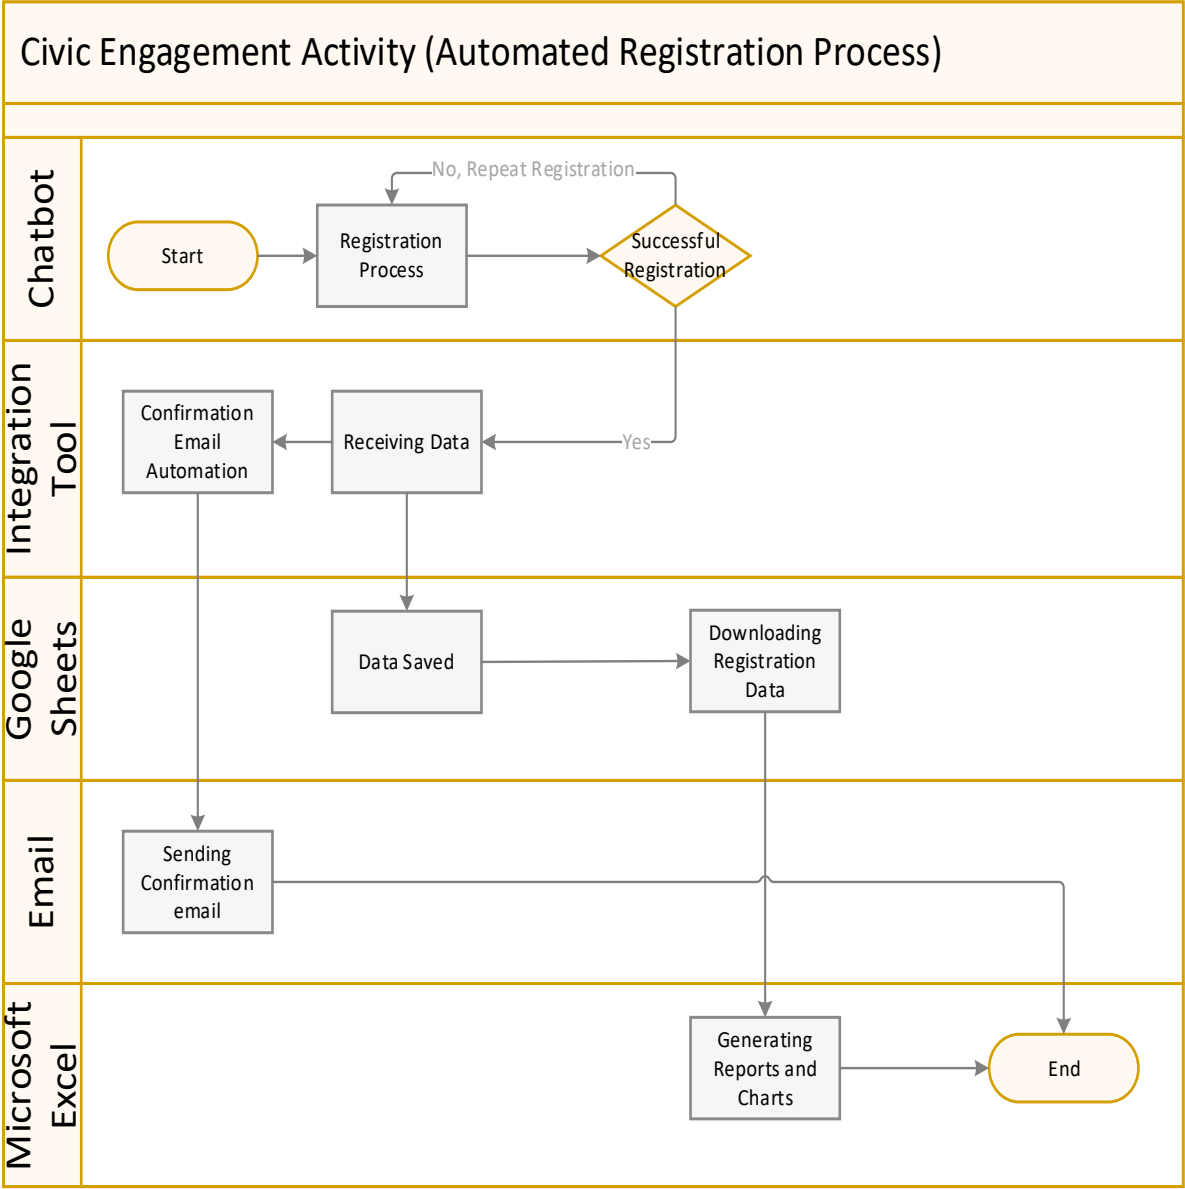 Civic Engagement Activity (Automated Registration Process)
Chatbot
No, Repeat Registration
Start
Registration
Process
Successful
Registration
Integration
Tool
Confirmation
Email
Automation
Receiving Data
Yes
Google
Sheets
Data Saved
Downloading
Registration
Data
Email
Sending
Confirmation
email
Microsoft
Excel
Generating
Reports and
Charts
End